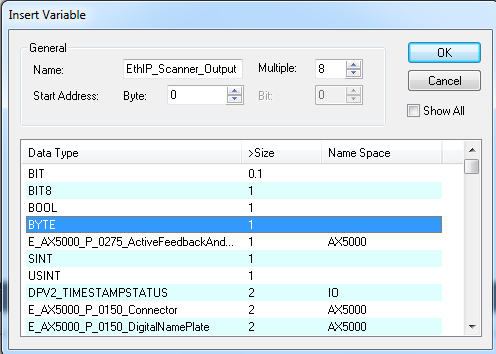 Insert Variable
General
Name: EthIP_Scanner_Output Multiple: 8
Start Address: Byte: 0 Bit: 0
OK
Cancel
Show All
Data Type >Size Name Space
BIT 0.1
BIT8 1
BOOL 1
BYTE 1
E_AX5000_P_0275_ActiveFeedbackAnd... 1 AX5000
SINT 1
USINT 1
DPV2_TIMESTAMPSTATUS 2 IO
E_AX5000_P_0150_Connector 2 AX5000
E_AX5000_P_0150_DigitalNamePlate 2 AX5000